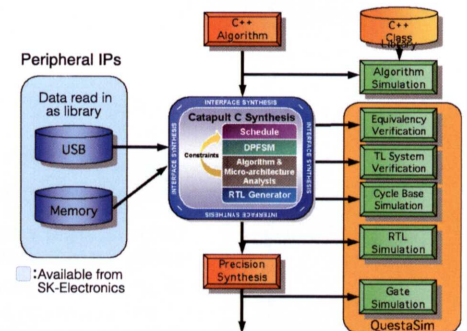 C++
Algorithm
C++
Class
Library
Peripheral IPs
Data read in
as library
USB
Memory
:Available from
SK-Electronics
Algorithm
Simulation
INTERFACE SYNTHESIS
INTERFACE SYNTHESIS
INTERFACE SYNTHESIS
INTERFACE SYNTHESIS
Catapult C Synthesis
Constraints
Schedule
DPFSM
Algorithm &
Micro-architecture
Analysis
RTL Generator
Equivalency
Verification
TL System
Verification
Cycle Base
Simulation
RTL
Simulation
Precision
Synthesis
Gate
Simulation
QuestaSim